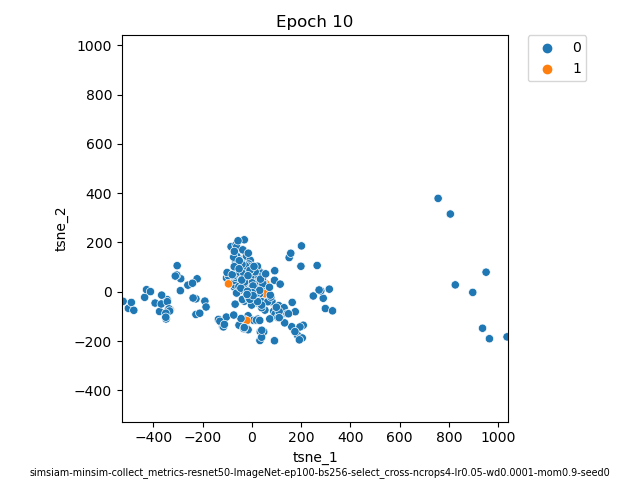 Epoch 10
0
1
1000
800
600
400
200
0
−200
−400
tsne_2
−400 −200 0 200 400 600 800 1000
tsne_1
simsiam-minsim-collect_metrics-resnet50-ImageNet-ep100-bs256-select_cross-ncrops4-lr0.05-wd0.0001-mom0.9-seed0